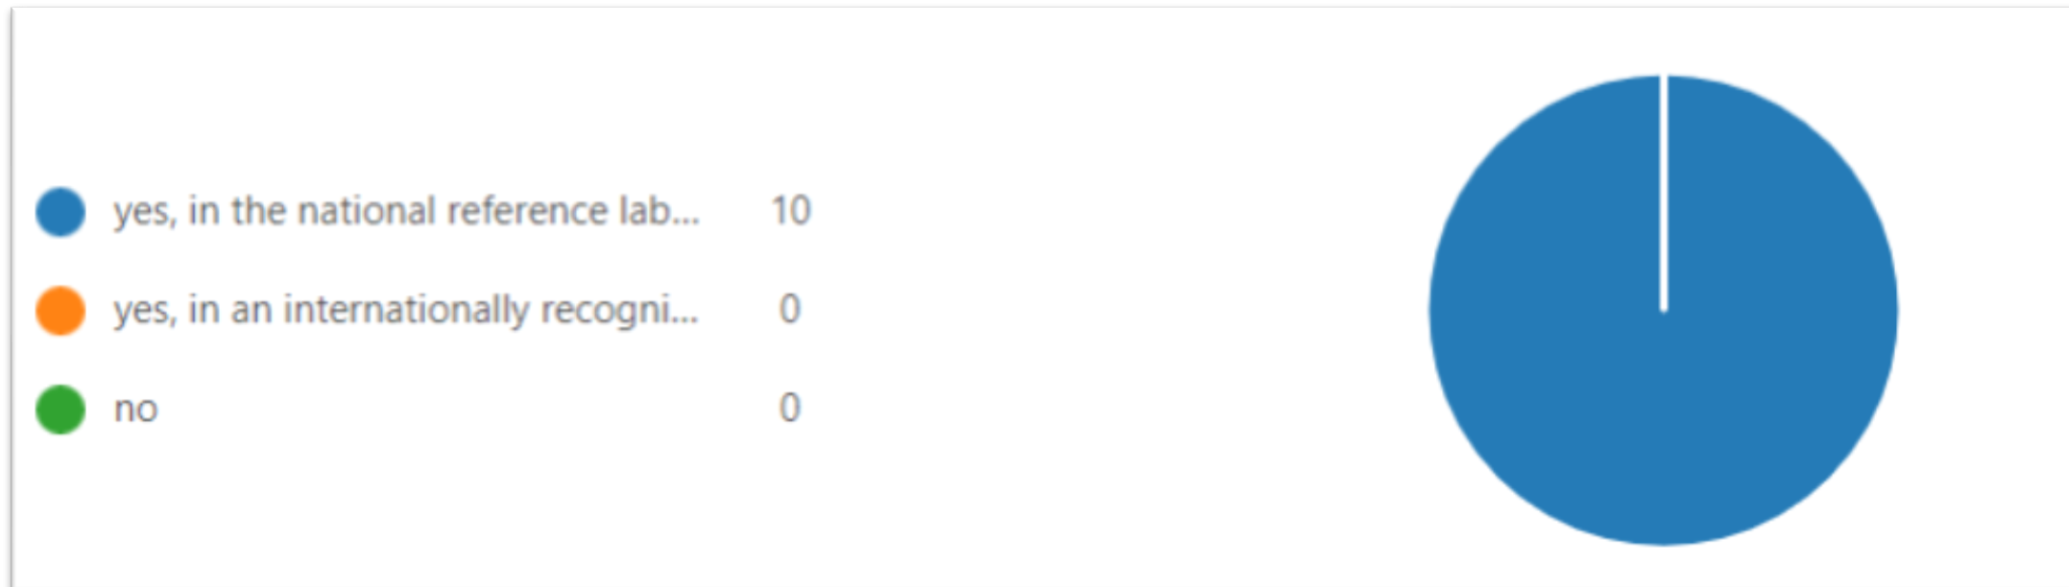 yes, in the national reference lab... 10
yes, in an internationally recogni... 0
no 0